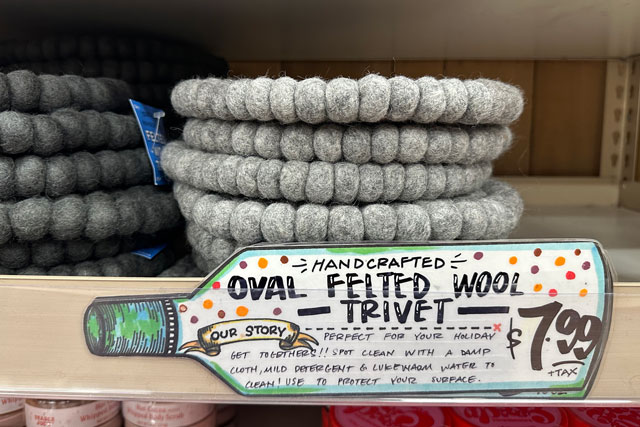 HANDCRAFTED
OVAL FELTED WOOL
TRIVET
OUR STORY
PERFECT FOR YOUR HOLIDAY
GET TOGETHERS!! SPOT CLEAN WITH A DAMP
CLOTH, MILD DETERGENT & LUKEWARM WATER TO
CLEAN! USE TO PROTECT YOUR SURFACE.
$7.99
+TAX